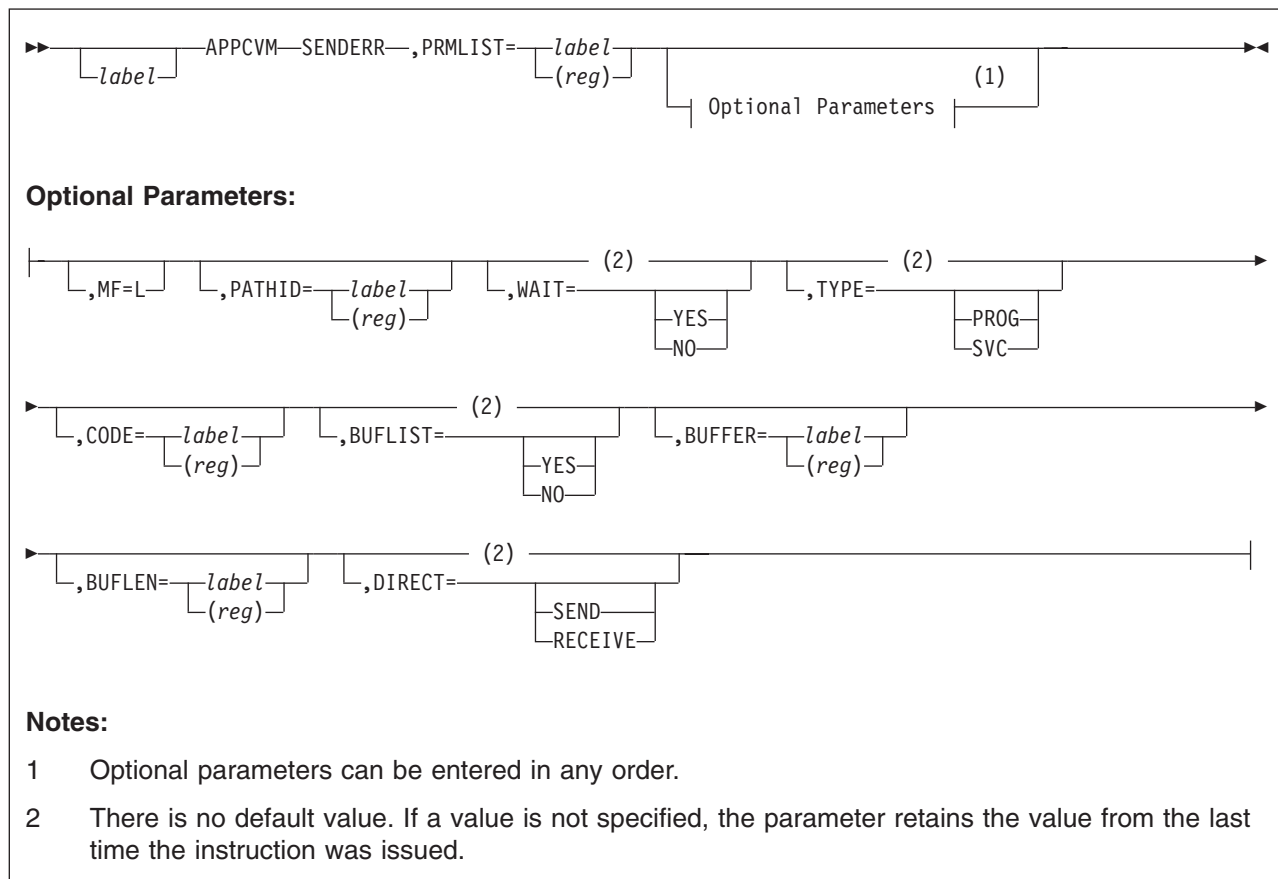 APPCVM SENDERR ,PRMLIST= label
label (reg) (1)
Optional Parameters
Optional Parameters:
(2) (2)
,MF=L ,PATHID= label ,WAIT= ,TYPE=
(reg) YES PROG
NO SVC
(2)
,CODE= label ,BUFLIST= ,BUFFER= label
(reg) YES (reg)
NO
(2)
,BUFLEN= label ,DIRECT=
(reg) SEND
RECEIVE
Notes:
1 Optional parameters can be entered in any order.
2 There is no default value. If a value is not specified, the parameter retains the value from the last
time the instruction was issued.